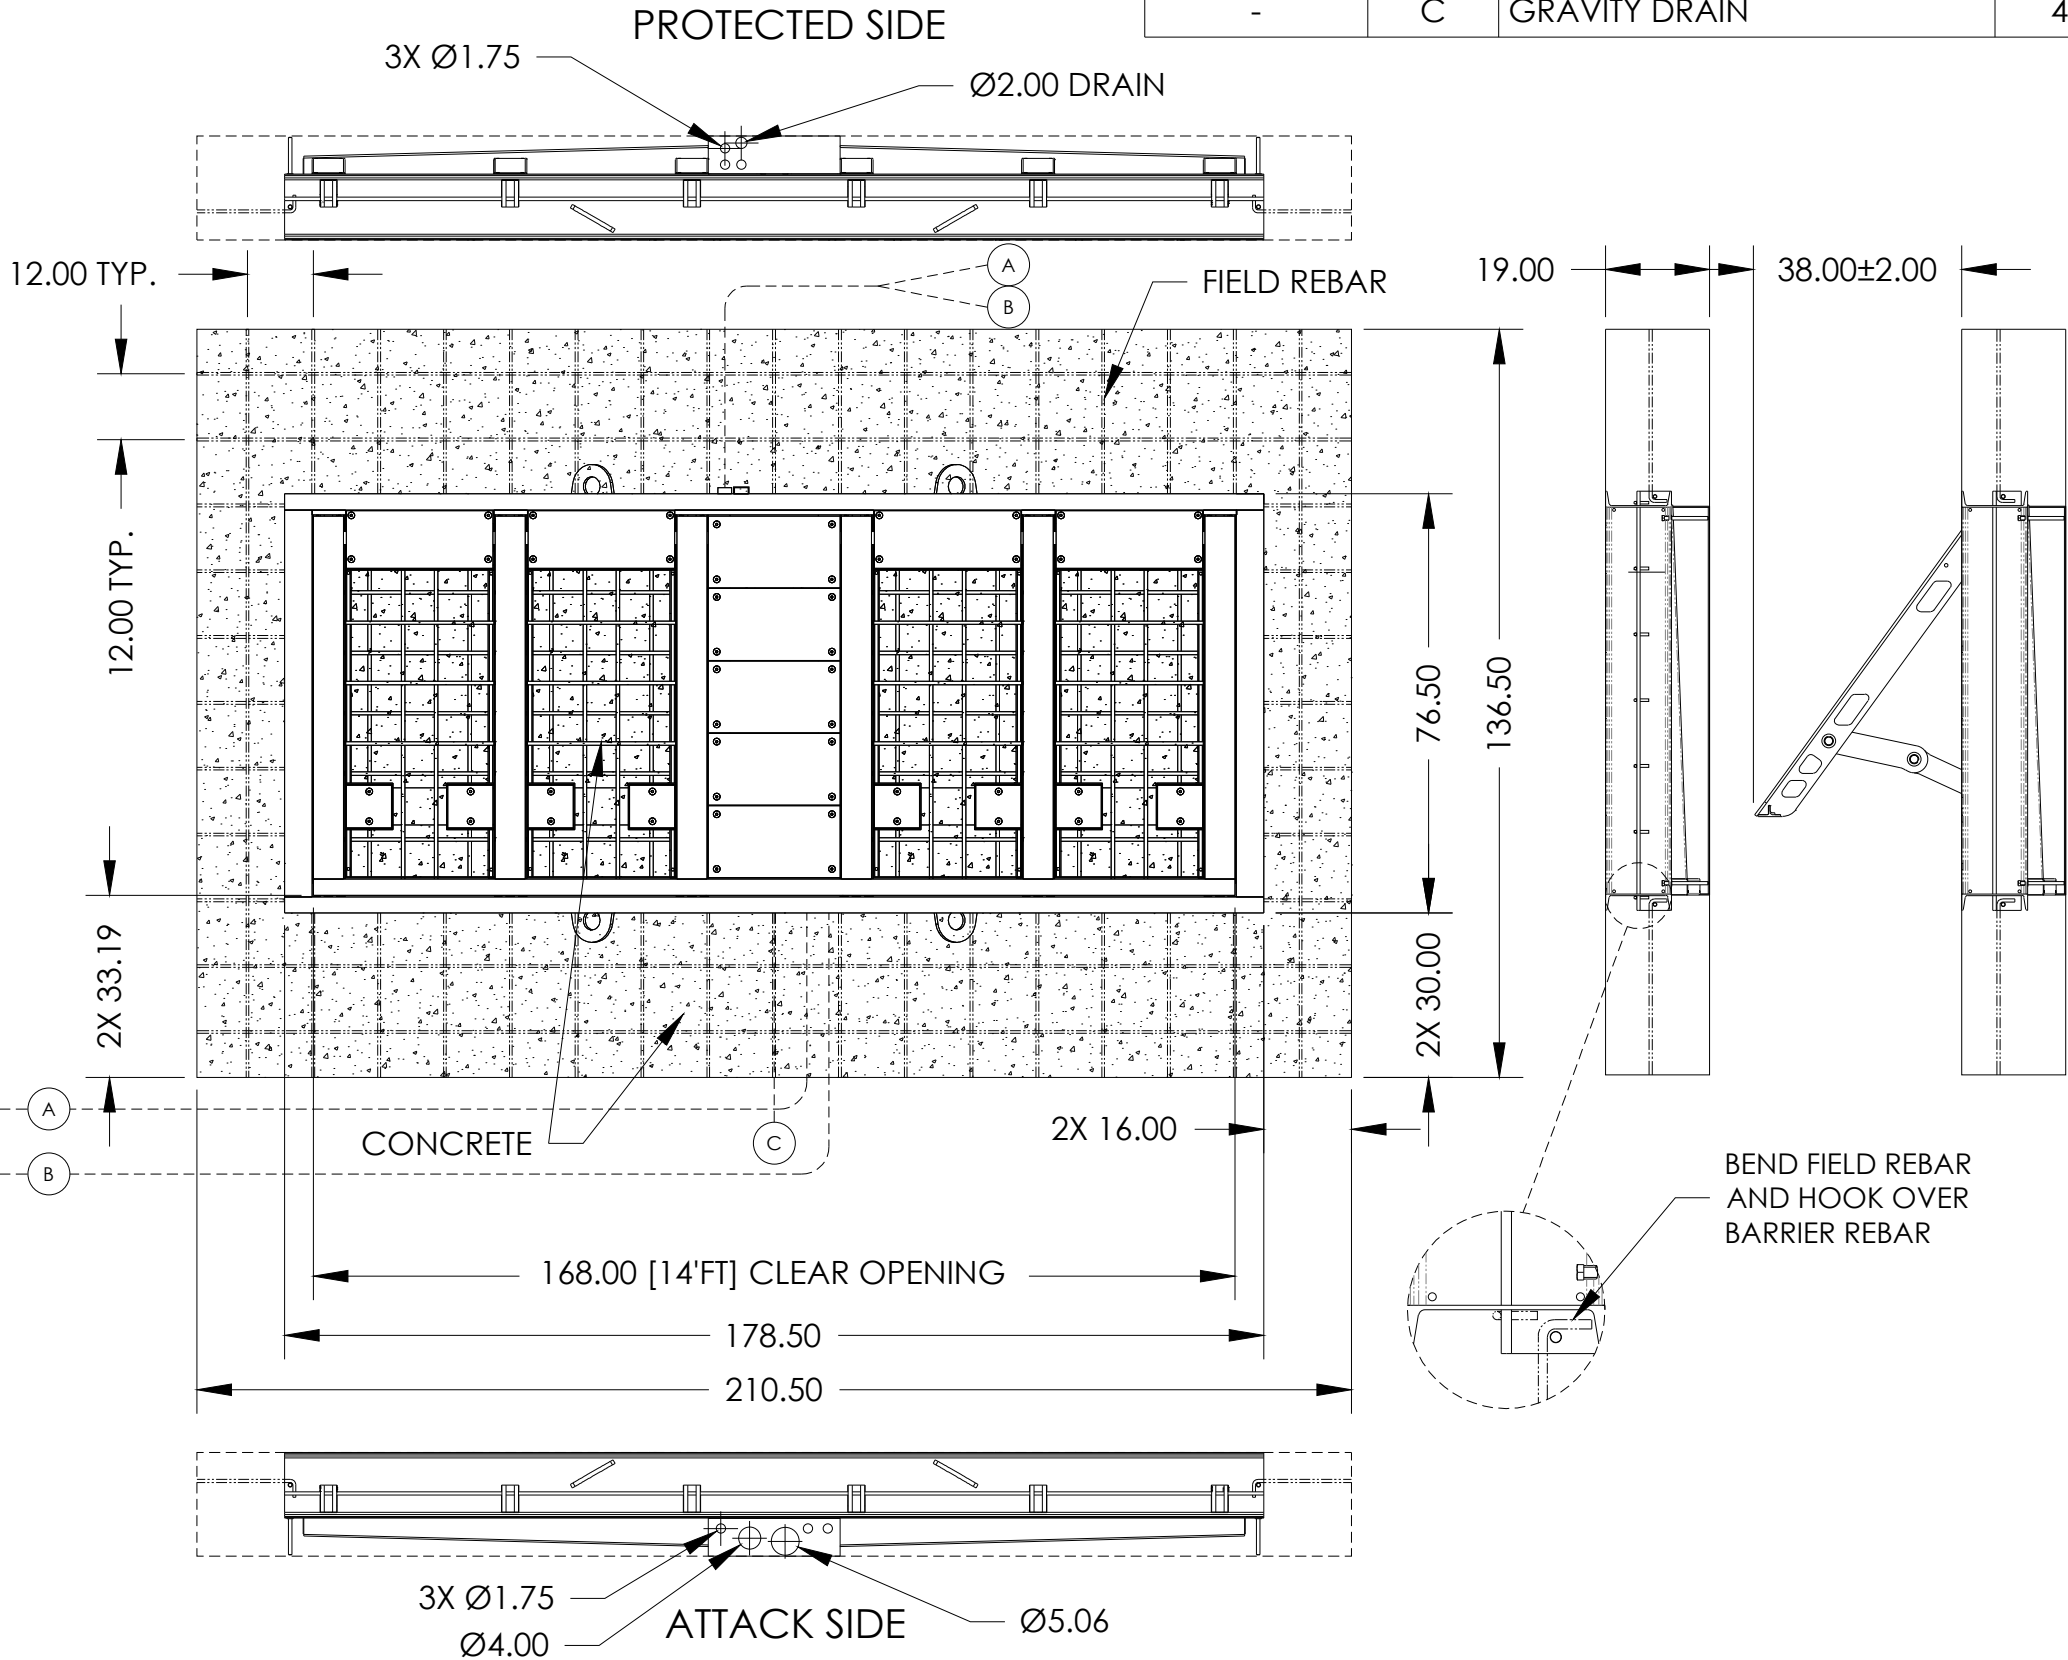 - C GRAVITY DRAIN 4
PROTECTED SIDE
3X Ø1.75
Ø2.00 DRAIN
12.00 TYP.
A
B
FIELD REBAR
19.00
38.00±2.00
12.00 TYP.
76.50
136.50
2X 33.19
2X 30.00
A
B
CONCRETE
C
2X 16.00
BEND FIELD REBAR
AND HOOK OVER
BARRIER REBAR
168.00 [14'FT] CLEAR OPENING
178.50
210.50
3X Ø1.75
Ø4.00
ATTACK SIDE
Ø5.06